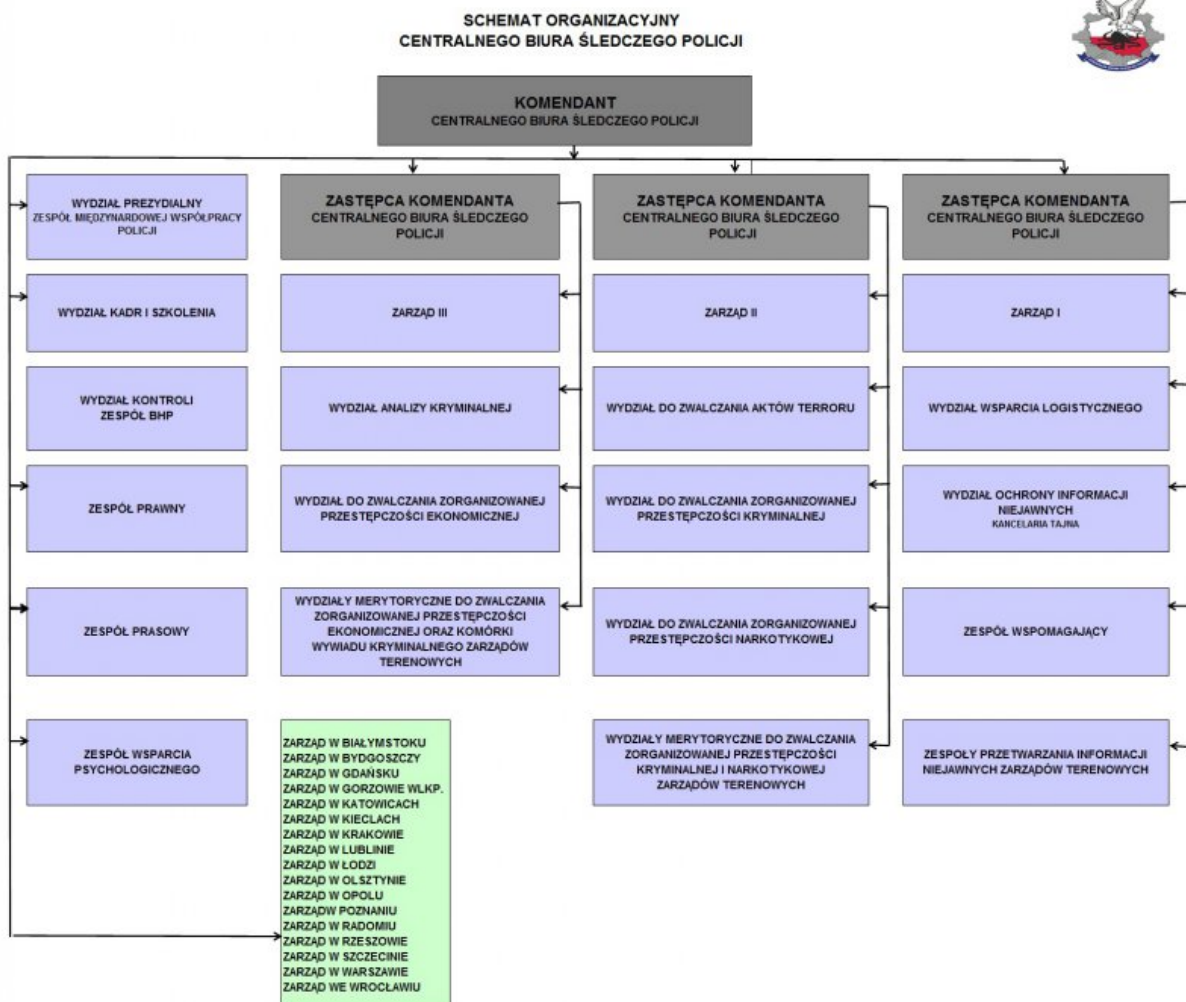 SCHEMAT ORGANIZACYJNY
CENTRALNEGO BIURA ŚLEDCZEGO POLICJI
KOMENDANT
CENTRALNEGO BIURA ŚLEDCZEGO POLICJI
WYDZIAŁ PREZYDIALNY
ZESPÓŁ MIĘDZYNARDOWEJ WSPÓŁPRACY
POLICJI
ZASTĘPCA KOMENDANTA
CENTRALNEGO BIURA ŚLEDCZEGO
POLICJI
ZASTĘPCA KOMENDANTA
CENTRALNEGO BIURA ŚLEDCZEGO
POLICJI
ZASTĘPCA KOMENDANTA
CENTRALNEGO BIURA ŚLEDCZEGO
POLICJI
WYDZIAŁ KADR I SZKOLENIA
ZARZĄD III
ZARZĄD II
ZARZĄD I
WYDZIAŁ KONTROLI
ZESPÓŁ BHP
WYDZIAŁ ANALIZY KRYMINALNEJ
WYDZIAŁ DO ZWALCZANIA AKTÓW TERRORU
WYDZIAŁ WSPARCIA LOGISTYCZNEGO
ZESPÓŁ PRAWNY
WYDZIAŁ DO ZWALCZANIA ZORGANIZOWANEJ
PRZESTĘPCZOŚCI EKONOMICZNEJ
WYDZIAŁ DO ZWALCZANIA ZORGANIZOWANEJ
PRZESTĘPCZOŚCI KRYMINALNEJ
WYDZIAŁ OCHRONY INFORMACJI
NIEJAWNYCH
KANCELARIA TAJNA
ZESPÓŁ PRASOWY
WYDZIAŁY MERYTORYCZNE DO ZWALCZANIA
ZORGANIZOWANEJ PRZESTĘPCZOŚCI
EKONOMICZNEJ ORAZ KOMÓRKI
WYWIADU KRYMINALNEGO ZARZĄDÓW
TERENOWYCH
WYDZIAŁ DO ZWALCZANIA ZORGANIZOWANEJ
PRZESTĘPCZOŚCI NARKOTYKOWEJ
ZESPÓŁ WSPOMAGAJĄCY
ZESPÓŁ WSPARCIA
PSYCHOLOGICZNEGO
ZARZĄD W BIAŁYMSTOKU
ZARZĄD W BYDGOSZCZY
ZARZĄD W GDAŃSKU
ZARZĄD W GORZOWIE WLKP.
ZARZĄD W KATOWICACH
ZARZĄD W KIECLACH
ZARZĄD W KRAKOWIE
ZARZĄD W LUBLINIE
ZARZĄD W ŁODZI
ZARZĄD W OLSZTYNIE
ZARZĄD W OPOLU
ZARZĄDW POZNANIU
ZARZĄD W RADOMIU
ZARZĄD W RZESZOWIE
ZARZĄD W SZCZECINIE
ZARZĄD W WARSZAWIE
ZARZĄD WE WROCŁAWIU
WYDZIAŁY MERYTORYCZNE DO ZWALCZANIA
ZORGANIZOWANEJ PRZESTĘPCZOŚCI
KRYMINALNEJ I NARKOTYKOWEJ
ZARZĄDÓW TERENOWYCH
ZESPOŁY PRZETWARZANIA INFORMACJI
NIEJAWNYCH ZARZĄDÓW TERENOWYCH